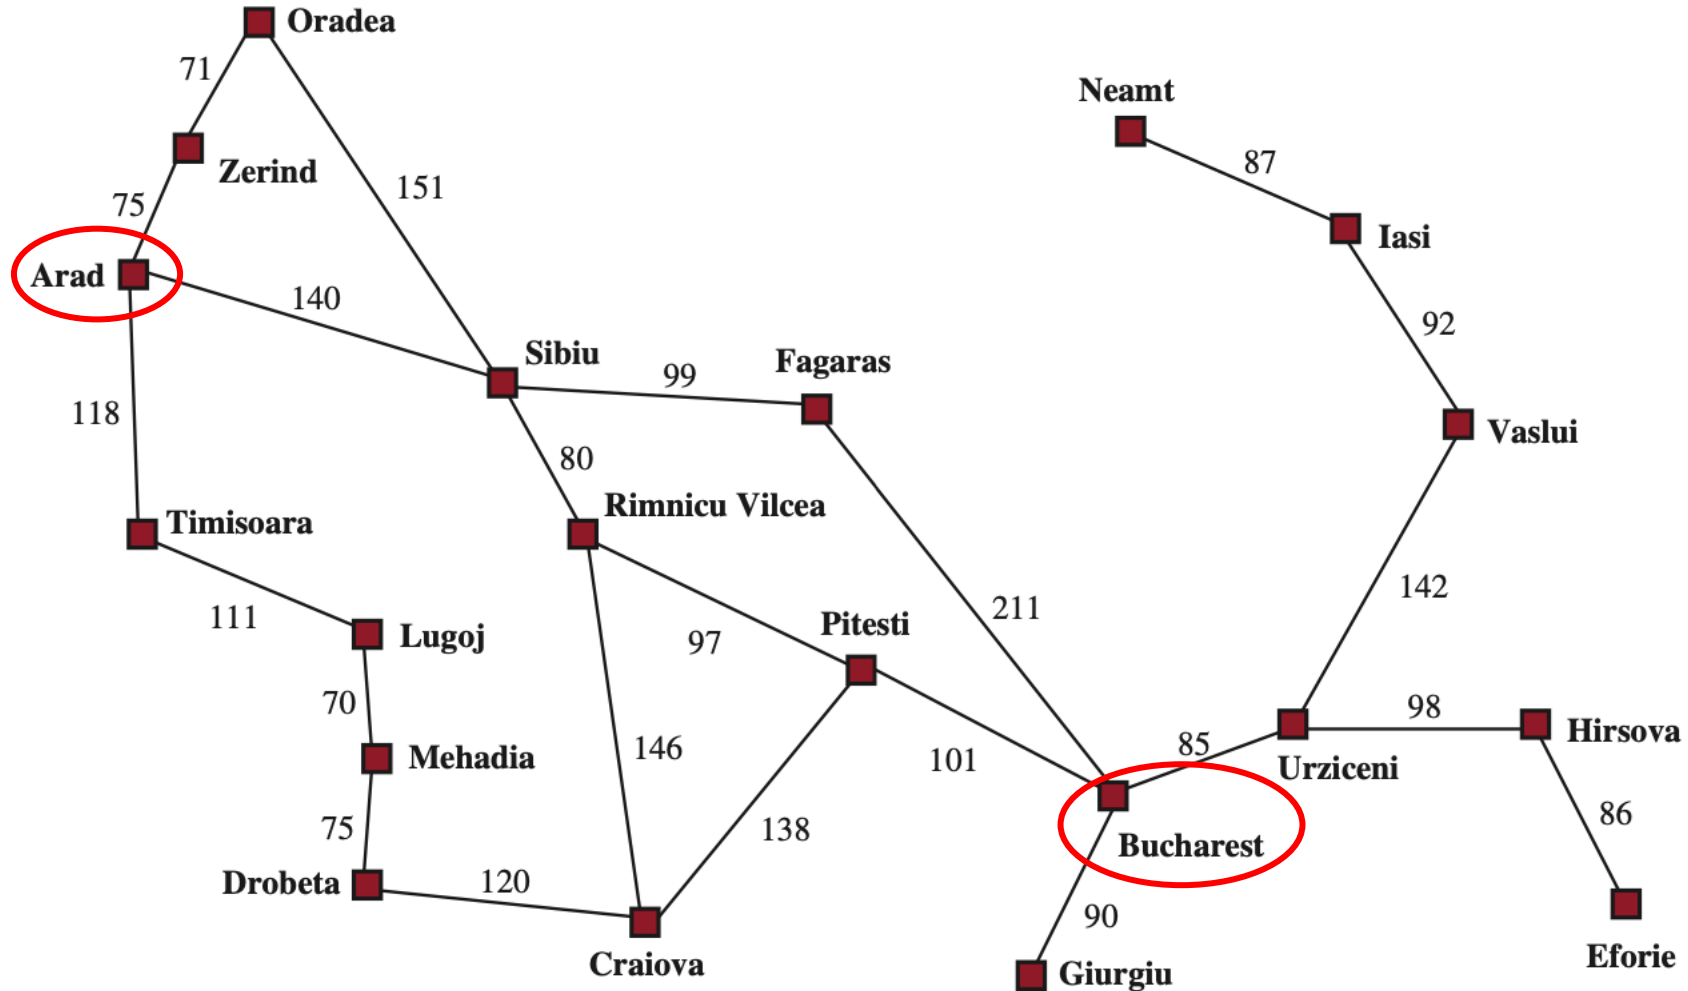 Oradea
71
Neamt
87
Zerind
151
75
Iasi
Arad
140
92
Sibiu
Fagaras
99
118
Vaslui
80
Rimnicu Vilcea
Timisoara
142
211
111
Pitesti
Lugoj
97
70
98
Hirsova
146
85
Mehadia
101
Urziceni
86
75
138
Bucharest
Drobeta
120
90
Eforie
Craiova
Giurgiu